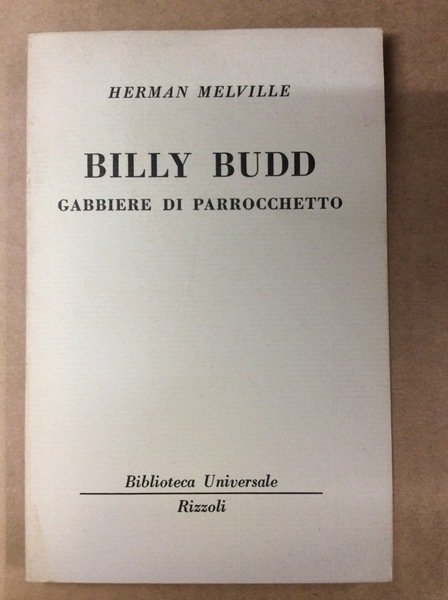 HERMAN MELVILLE
BILLY BUDD
GABBIERE DI PARROCCHETTO
Biblioteca Universale
Rizzoli